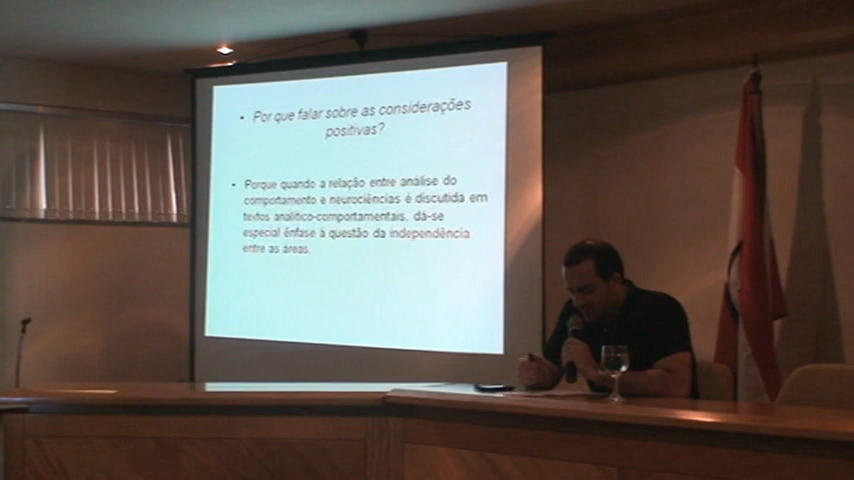 • Por que falar sobre as considerações
positivas?
• Porque quando a relação entre análise do
comportamento e neurociências é discutida em
textos analítico-comportamentais, dá-se
especial ênfase à questão da independência
entre as áreas.